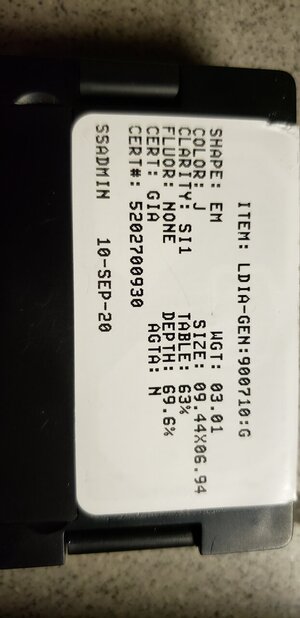 ITEM: LDIA-GEN:900710:G
SHAPE: EM WGT: 03.01
COLOR: J SIZE: 09.44X06.94
CLARITY: SI1 TABLE: 63%
FLUOR: NONE DEPTH: 69.6%
CERT: GIA AGTA: N
CERT#: 5202700930
SSADMIN 10-SEP-20